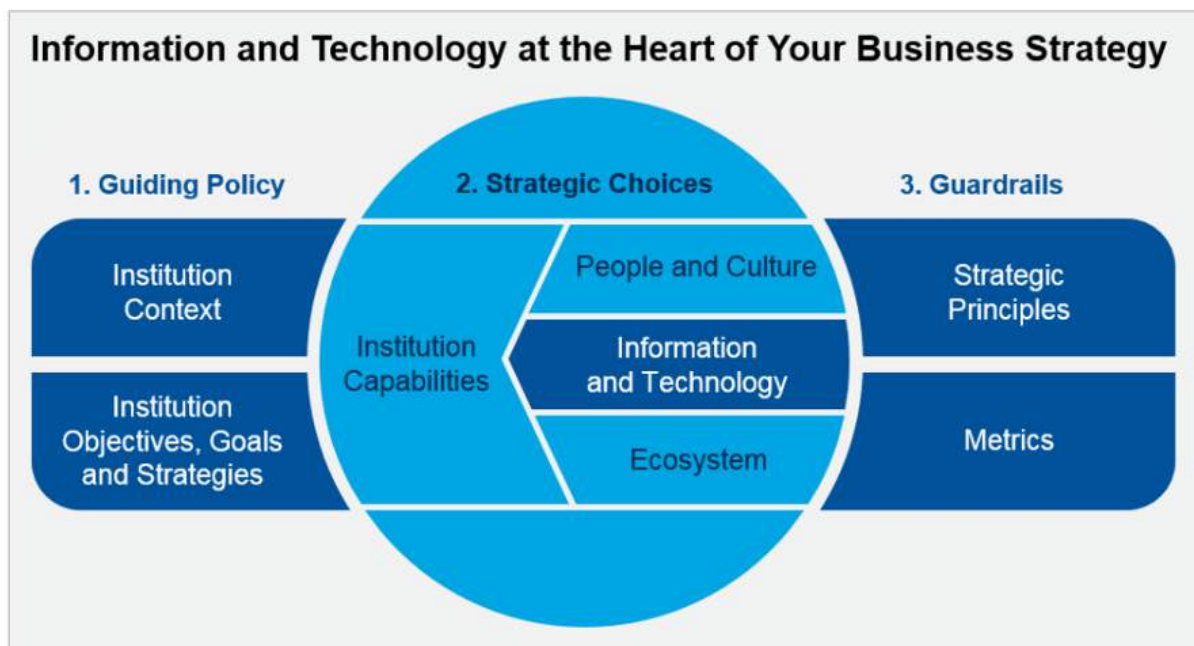 Information and Technology at the Heart of Your Business Strategy
1. Guiding Policy
Institution
Context
Institution
Objectives, Goals
and Strategies
2. Strategic Choices
Institution
Capabilities
People and Culture
Information
and Technology
Ecosystem
3. Guardrails
Strategic
Principles
Metrics